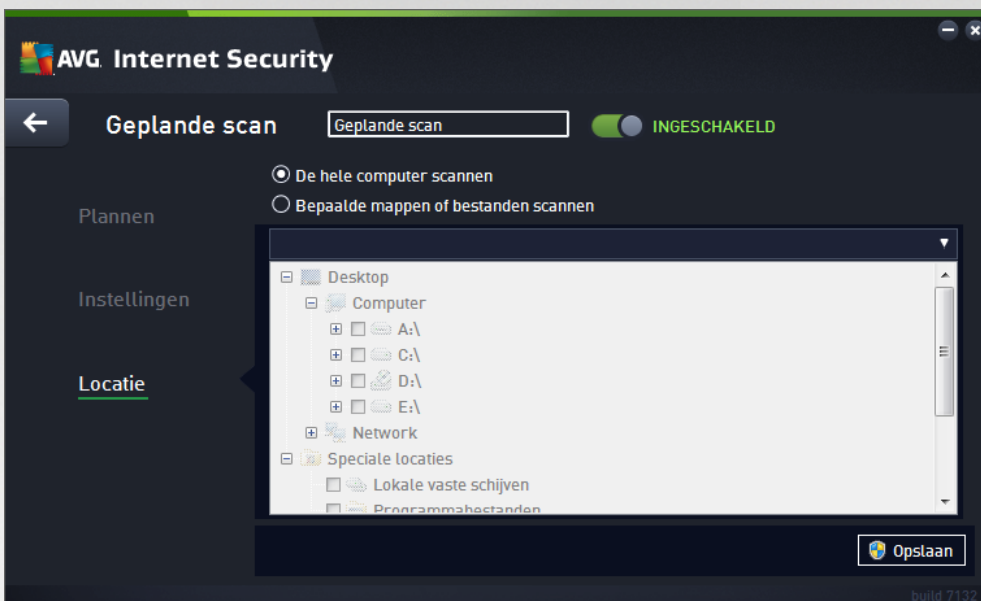 AVG. Internet Security
Geplande scan
Geplande scan
INGESCHAKELD
De hele computer scannen
Bepaalde mappen of bestanden scannen
Plannen
Instellingen
Locatie
Desktop
Computer
A:\
C:\
D:\
E:\
Network
Speciale locaties
Lokale vaste schijven
Programmabestanden
Opslaan
build 7132